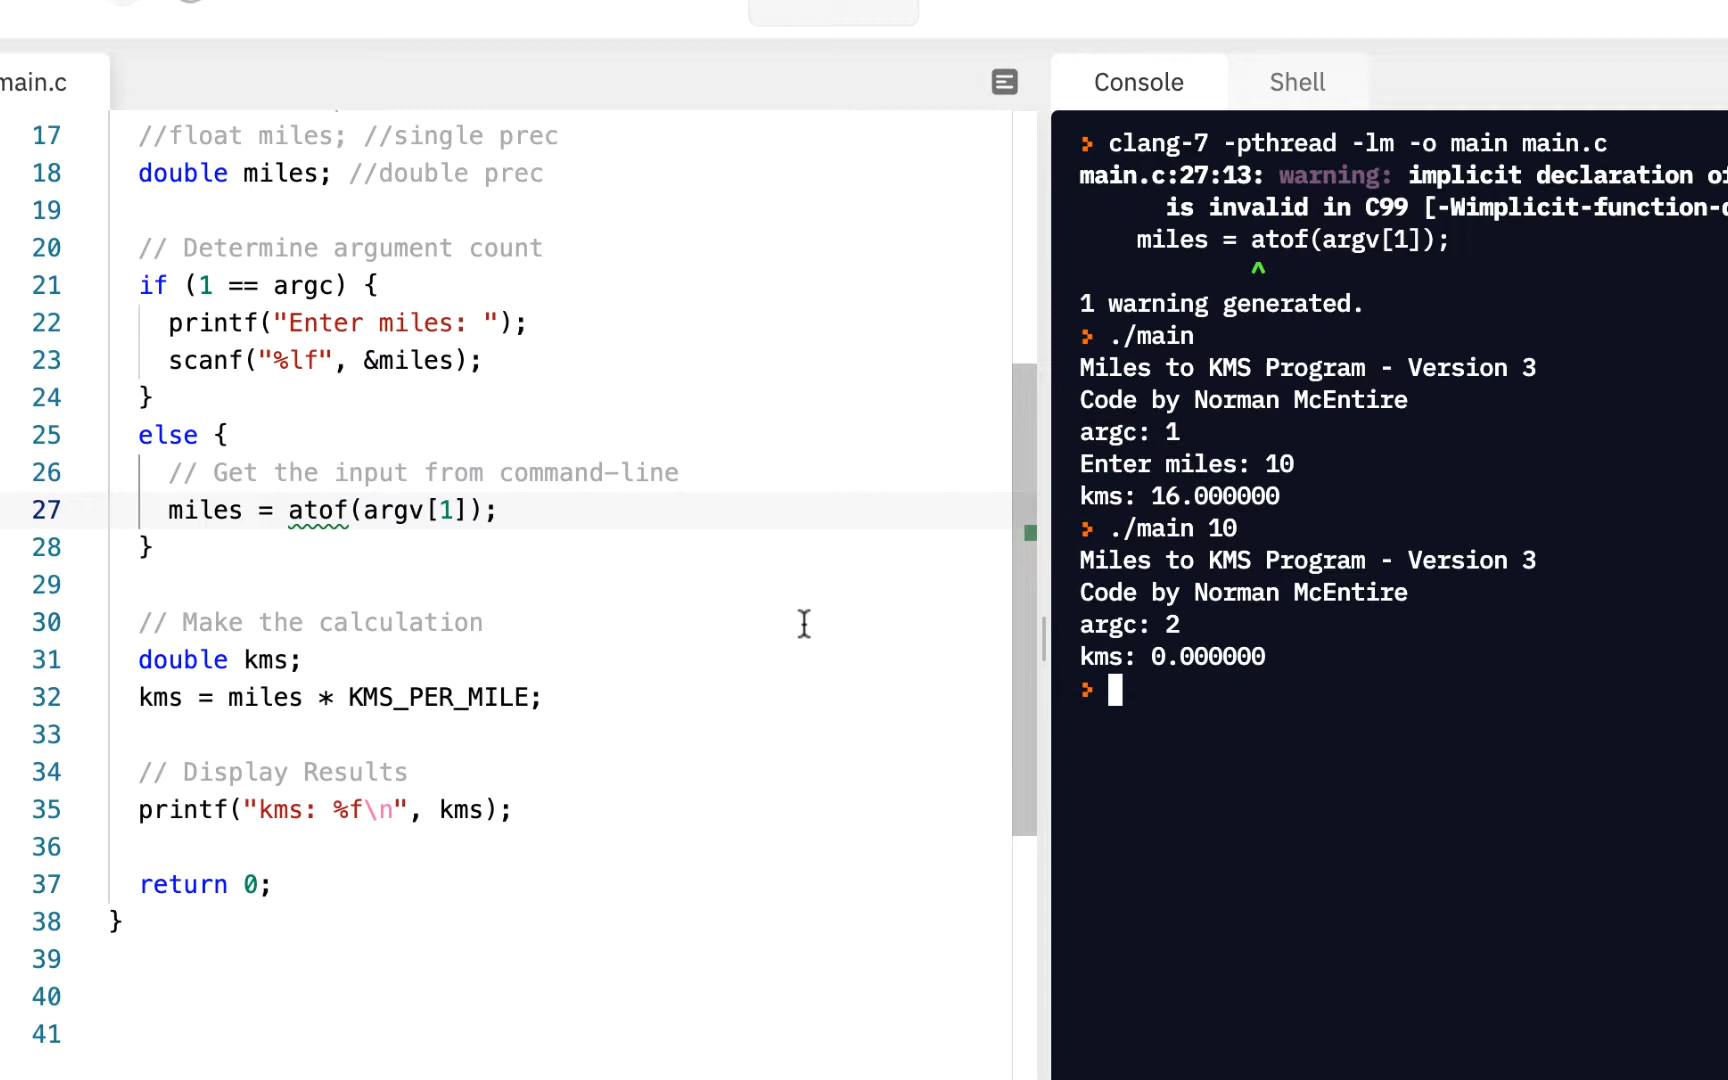 main.c
17 //float miles; //single prec
18 double miles; //double prec
19
20 // Determine argument count
21 if (1 == argc) {
22 printf("Enter miles: ");
23 scanf("%lf", &miles);
24 }
25 else {
26 // Get the input from command-line
27 miles = atof(argv[1]);
28 }
29
30 // Make the calculation
31 double kms;
32 kms = miles * KMS_PER_MILE;
33
34 // Display Results
35 printf("kms: %f\n", kms);
36
37 return 0;
38 }
39
40
41
Console Shell
> clang-7 -pthread -lm -o main main.c
main.c:27:13: warning: implicit declaration of
is invalid in C99 [-Wimplicit-function-d
miles = atof(argv[1]);
^
1 warning generated.
> ./main
Miles to KMS Program - Version 3
Code by Norman McEntire
argc: 1
Enter miles: 10
kms: 16.000000
> ./main 10
Miles to KMS Program - Version 3
Code by Norman McEntire
argc: 2
kms: 0.000000
>